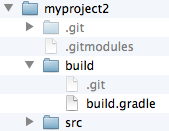 myproject2
.git
.gitmodules
build
.git
build.gradle
src